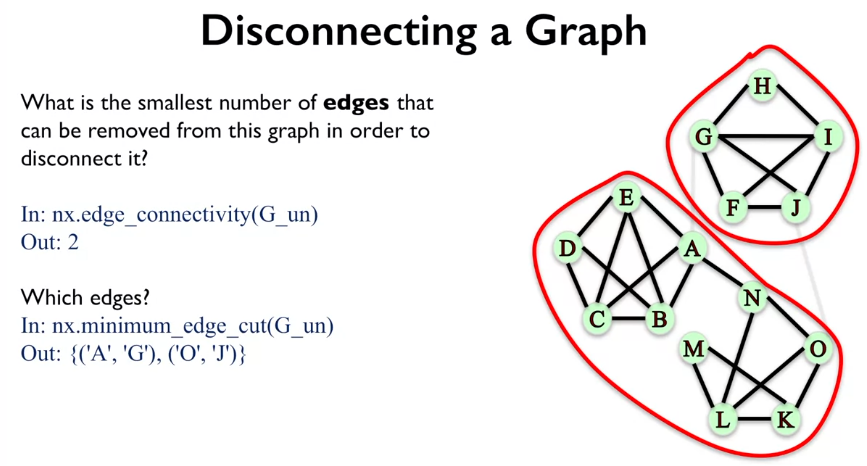 Disconnecting a Graph
What is the smallest number of edges that
can be removed from this graph in order to
disconnect it?
In: nx.edge_connectivity(G_un)
Out: 2
Which edges?
In: nx.minimum_edge_cut(G_un)
Out: {('A', 'G'), ('O', 'J')}
H
G
I
F
J
E
D
A
C
B
N
M
O
L
K